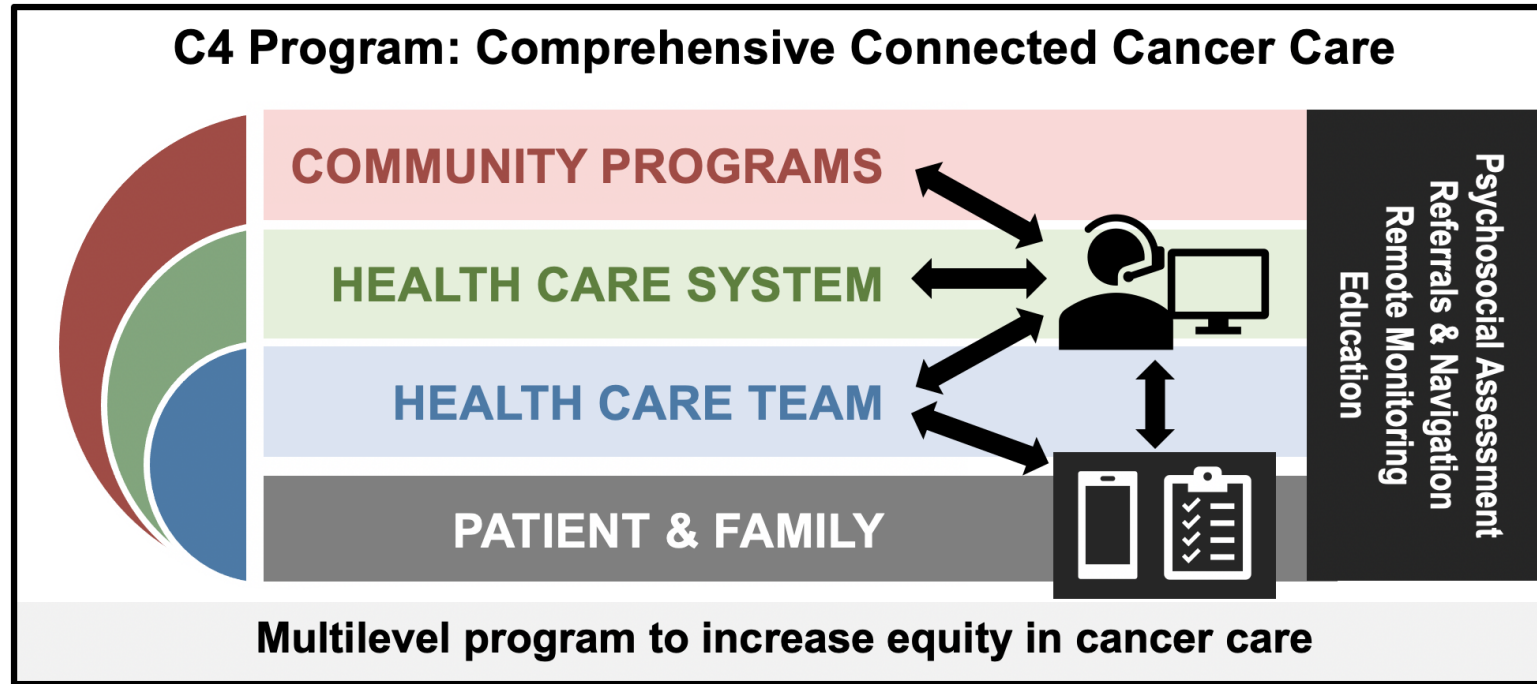 C4 Program: Comprehensive Connected Cancer Care
COMMUNITY PROGRAMS
HEALTH CARE SYSTEM
HEALTH CARE TEAM
PATIENT & FAMILY
Psychosocial Assessment
Referrals & Navigation
Remote Monitoring
Education
Multilevel program to increase equity in cancer care